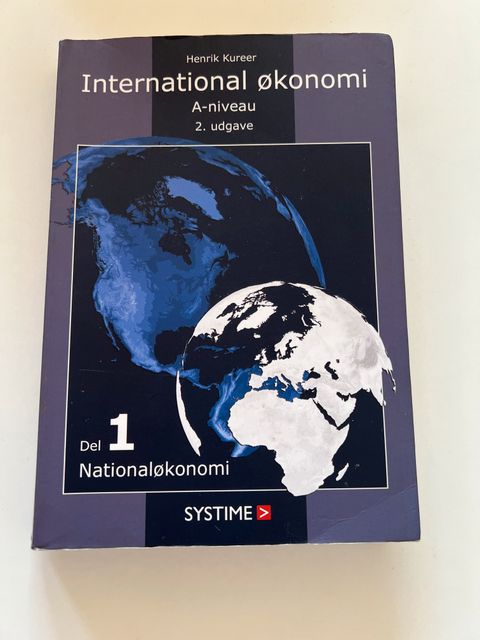 Henrik Kureer
International økonomi
A-niveau
2. udgave
Del 1
Nationaløkonomi
SYSTIME >